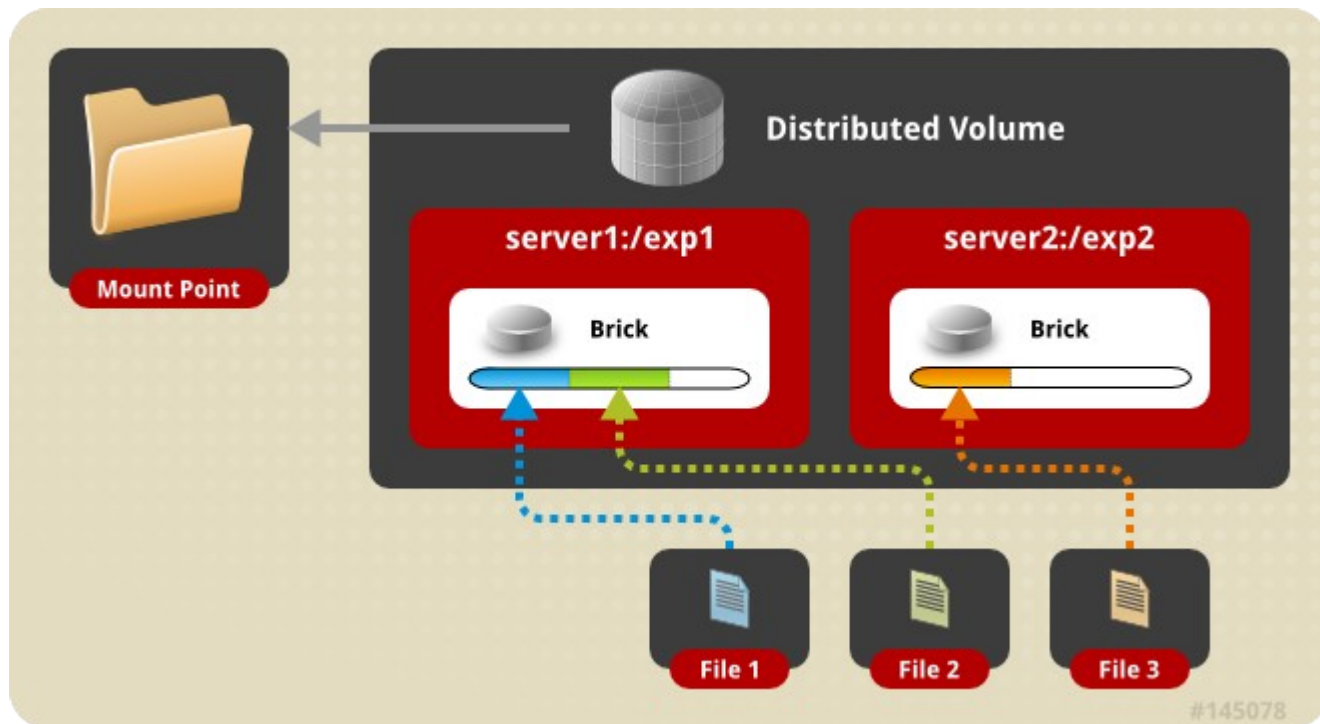 Distributed Volume
Mount Point
server1:/exp1
server2:/exp2
Brick
Brick
File 1
File 2
File 3
#145078